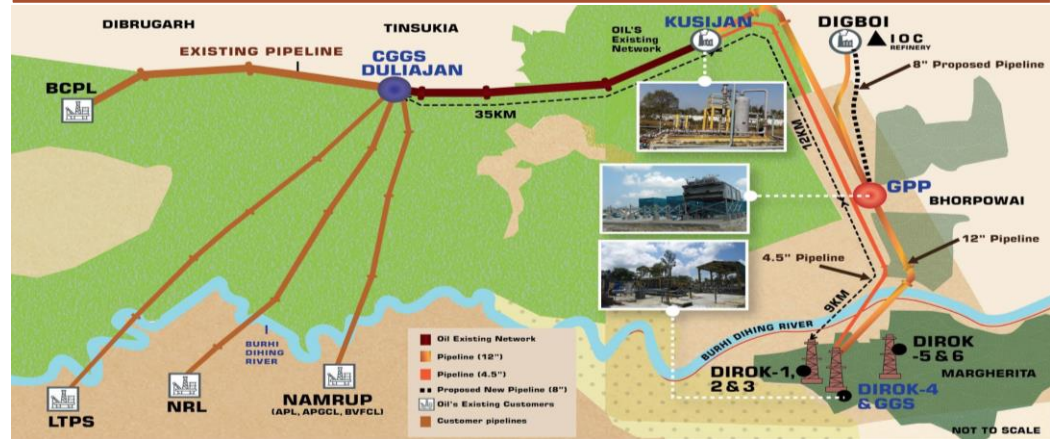 DIBRUGARH
TINSUKIA
EXISTING PIPELINE
BCPL
CGGS
DULIAJAN
35KM
OIL'S
Existing
Network
KUSIJAN
DIGBOI
IOC
REFINERY
8" Proposed Pipeline
12KM
GPP
BHORPOWAI
4.5" Pipeline
12" Pipeline
9KM
BURHI DIHING RIVER
DIROK-1,
2 & 3
DIROK
-5 & 6
MARGHERITA
DIROK-4
& GGS
NOT TO SCALE
BURHI
DIHING
RIVER
LTPS
NRL
NAMRUP
(APL, APGCL, BVFCL)
Oil Existing Network
Pipeline (12")
Pipeline (4.5")
Proposed New Pipeline (8")
Oil's Existing Customers
Customer pipelines